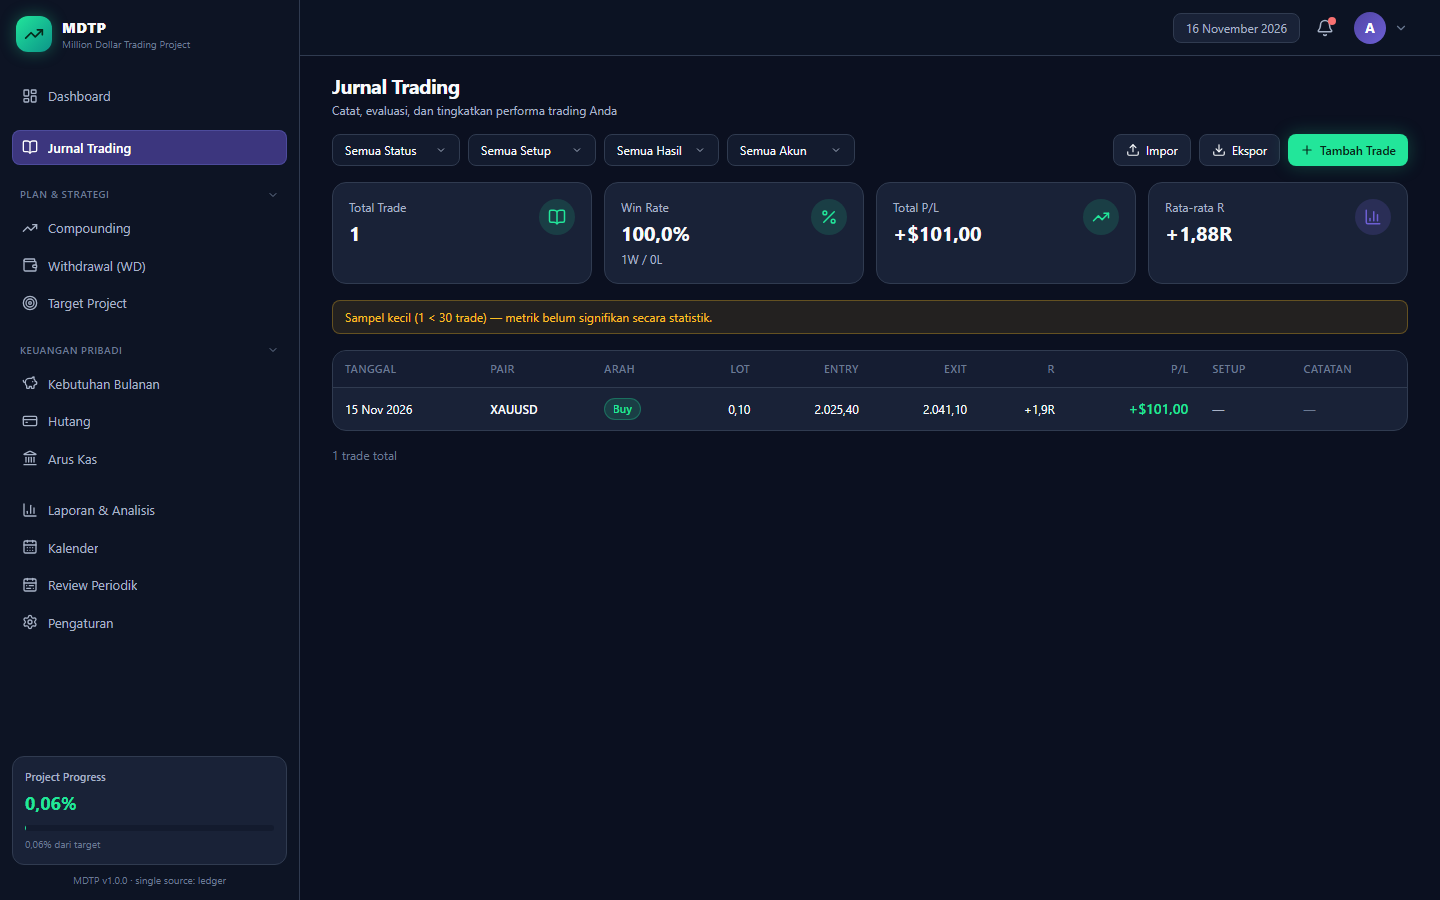 MDTP
Million Dollar Trading Project
16 November 2026
A
Dashboard
Jurnal Trading
PLAN & STRATEGI
Compounding
Withdrawal (WD)
Target Project
KEUANGAN PRIBADI
Kebutuhan Bulanan
Hutang
Arus Kas
Laporan & Analisis
Kalender
Review Periodik
Pengaturan
Project Progress
0,06%
0,06% dari target
MDTP v1.0.0 · single source: ledger
Jurnal Trading
Catat, evaluasi, dan tingkatkan performa trading Anda
Semua Status Semua Setup Semua Hasil Semua Akun Impor Ekspor + Tambah Trade
Total Trade
1
Win Rate
100,0%
1W / 0L
Total P/L
+$101,00
Rata-rata R
+1,88R
Sampel kecil (1 < 30 trade) — metrik belum signifikan secara statistik.
TANGGAL PAIR ARAH LOT ENTRY EXIT R P/L SETUP CATATAN
15 Nov 2026 XAUUSD Buy 0,10 2.025,40 2.041,10 +1,9R +$101,00 — —
1 trade total